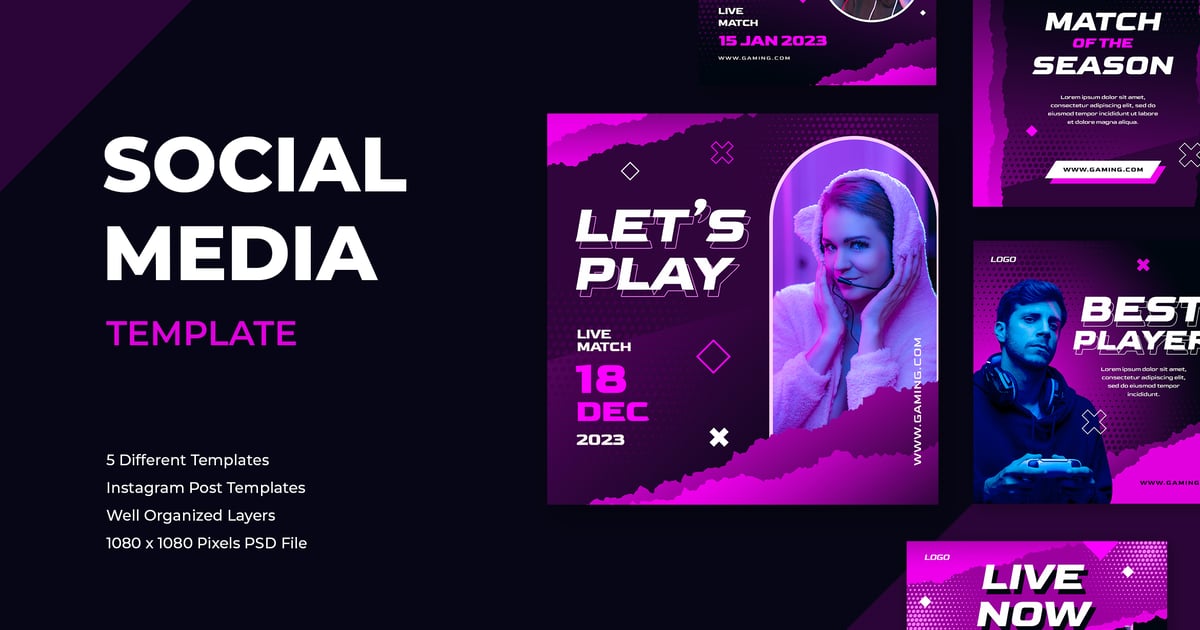 SOCIAL
MEDIA
TEMPLATE
5 Different Templates
Instagram Post Templates
Well Organized Layers
1080 x 1080 Pixels PSD File
LIVE
MATCH
15 JAN 2023
WWW.GAMING.COM
LET'S
PLAY
LIVE
MATCH
18
DEC
2023
WWW.GAMING.COM
MATCH
OF THE
SEASON
Lorem ipsum dolor sit amet,
consectetur adipiscing elit, sed do
eiusmod tempor incididunt ut labore
et dolore magna aliqua.
WWW.GAMING.COM
LOGO
BEST
PLAYER
Lorem ipsum dolor sit amet,
consectetur adipiscing elit,
sed do eiusmod tempor
incididunt.
WWW.GAMING
LOGO
LIVE
NOW